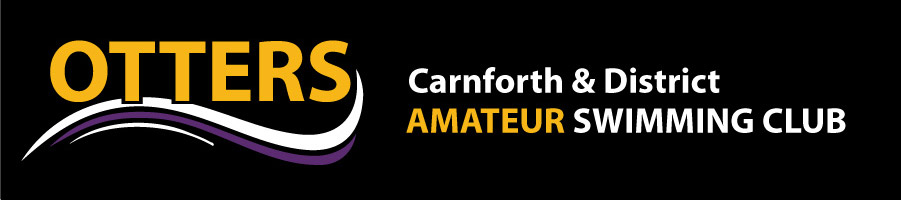 OTTERS
Carnforth & District
AMATEUR SWIMMING CLUB